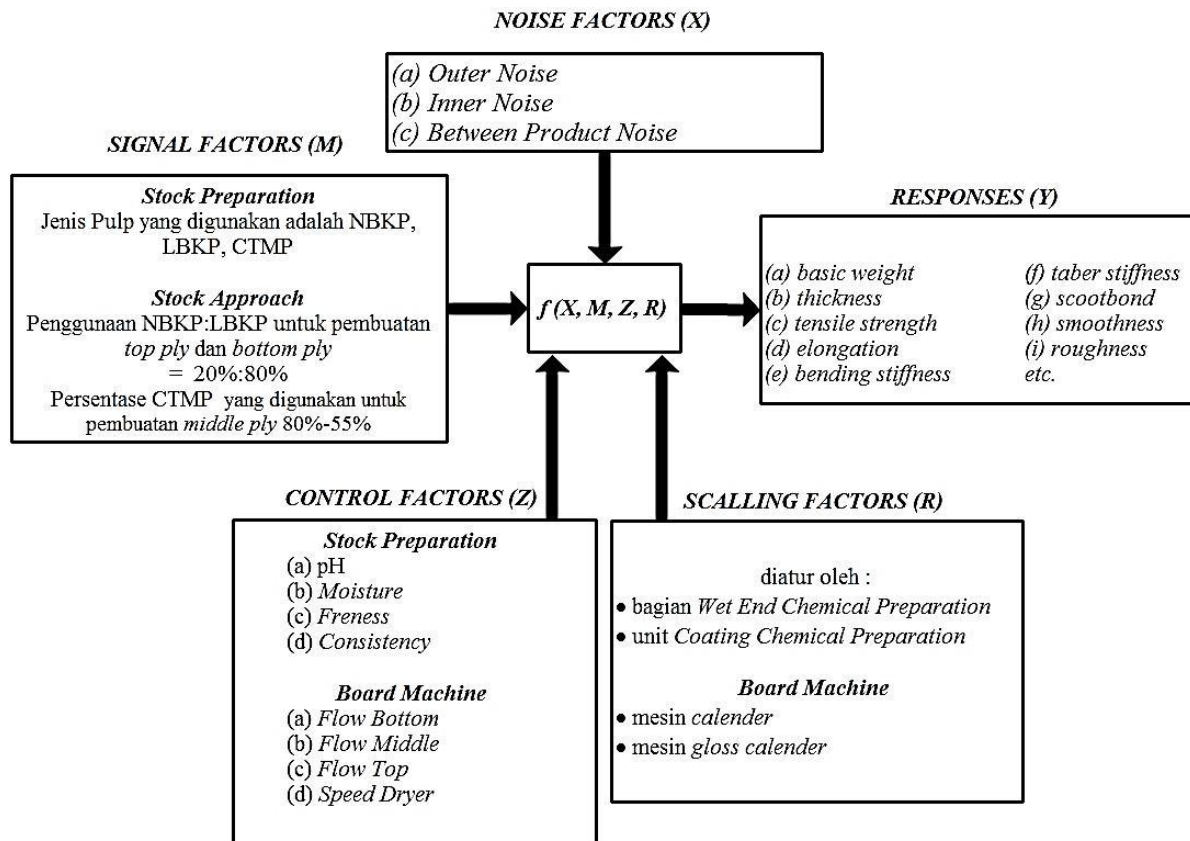 NOISE FACTORS (X)
(a) Outer Noise
(b) Inner Noise
(c) Between Product Noise
SIGNAL FACTORS (M)
Stock Preparation
Jenis Pulp yang digunakan adalah NBKP,
LBKP, CTMP
Stock Approach
Penggunaan NBKP:LBKP untuk pembuatan
top ply dan bottom ply
= 20%:80%
Persentase CTMP yang digunakan untuk
pembuatan middle ply 80%-55%
f (X, M, Z, R)
RESPONSES (Y)
(a) basic weight
(b) thickness
(c) tensile strength
(d) elongation
(e) bending stiffness
(f) taber stiffness
(g) scootbond
(h) smoothness
(i) roughness
etc.
CONTROL FACTORS (Z)
Stock Preparation
(a) pH
(b) Moisture
(c) Freness
(d) Consistency
Board Machine
(a) Flow Bottom
(b) Flow Middle
(c) Flow Top
(d) Speed Dryer
SCALLING FACTORS (R)
diatur oleh :
• bagian Wet End Chemical Preparation
• unit Coating Chemical Preparation
Board Machine
• mesin calender
• mesin gloss calender